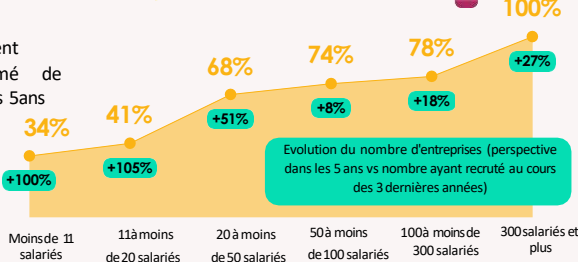 100%
78%
ent
mé de
s 5ans
74%
68%
+27%
41%
+18%
34%
+8%
+51%
+105%
+100%
Evolution du nombre d'entreprises (perspective
dans les 5 ans vs nombre ayant recruté au cours
des 3 dernières années)
Moins de 11
salariés
11 à moins
de 20 salariés
20 à moins
de 50 salariés
50 à moins
de 100 salariés
100 à moins de
300 salariés
300 salariés et
plus